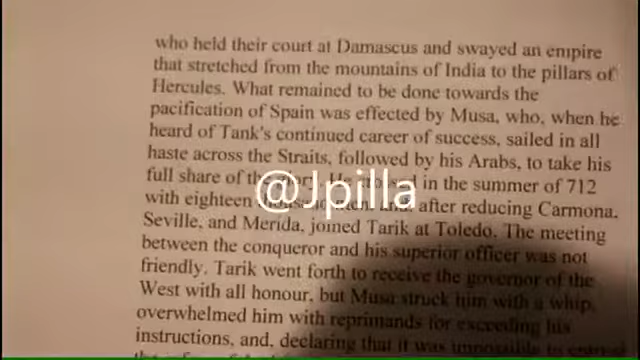 who held their court at Damascus and swayed an empire
that stretched from the mountains of India to the pillars of
Hercules. What remained to be done towards the
pacification of Spain was effected by Musa, who, when he
heard of Tank's continued career of success, sailed in all
haste across the Straits, followed by his Arabs, to take his
full share of the in the summer of 712
@Jpilla
with eighteen after reducing Carmona,
Seville, and Merida, joined Tarik at Toledo. The meeting
between the conqueror and his superior officer was not
friendly. Tarik went forth to receive the governor of the
West with all honour, but Musa struck him with a whip,
overwhelmed him with reprimands for exceeding his
instructions, and, declaring that it was impossible to